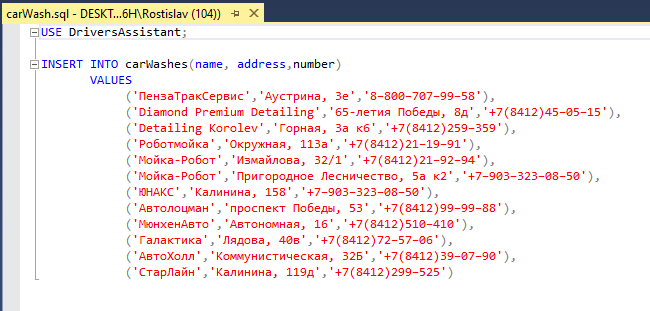 carWash.sql - DESKT...6H\Rostislav (104))
USE DriversAssistant;
INSERT INTO carWashes(name, address,number)
VALUES
('ПензаТракСервис','Аустрина, 3е','8-800-707-99-58'),
('Diamond Premium Detailing','65-летия Победы, 8д','+7(8412)45-05-15'),
('Detailing Korolev','Горная, 3а к6','+7(8412)259-359'),
('Роботмойка','Окружная, 113а','+7(8412)21-19-91'),
('Мойка-Робот','Измайлова, 32/1','+7(8412)21-92-94'),
('Мойка-Робот','Пригородное Лесничество, 5а к2','+7-903-323-08-50'),
('ЮНАКС','Калинина, 158','+7-903-323-08-50'),
('Автолоцман','проспект Победы, 53','+7(8412)99-99-88'),
('МюнхенАвто','Автономная, 16','+7(8412)510-410'),
('Галактика','Лядова, 40в','+7(8412)72-57-06'),
('АвтоХолл','Коммунистическая, 32Б','+7(8412)39-07-90'),
('СтарЛайн','Калинина, 119д','+7(8412)299-525')